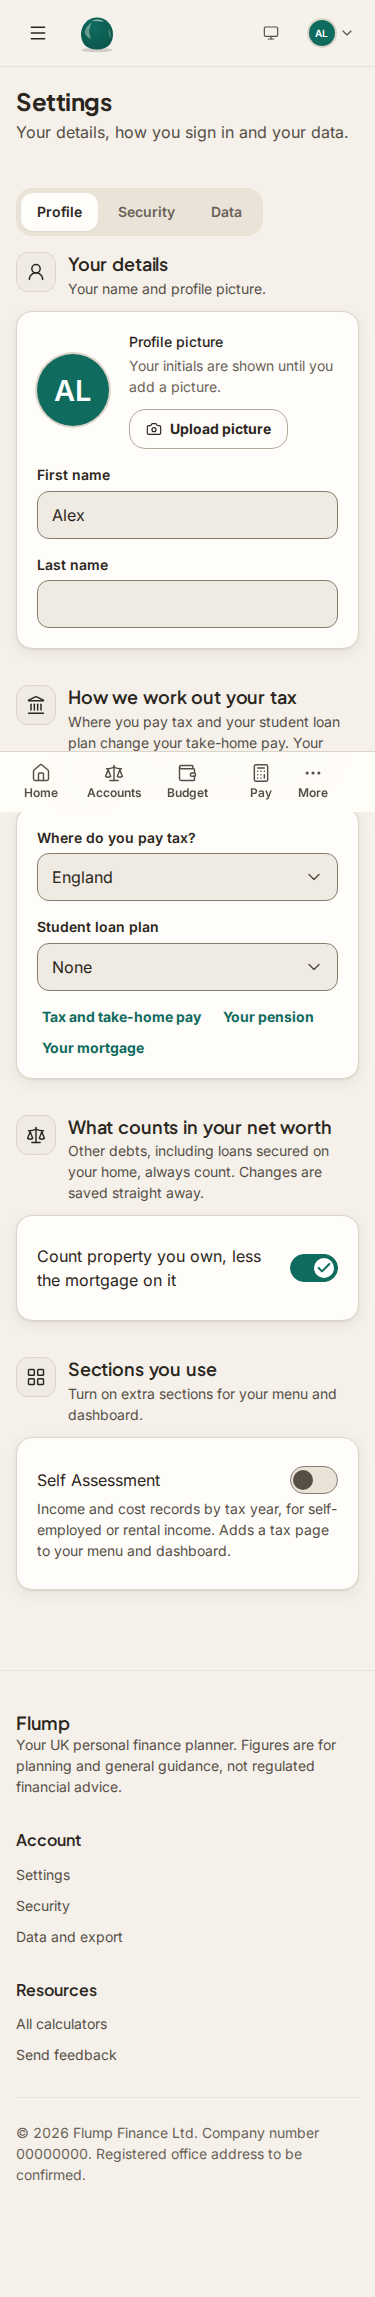 AL
Settings
Your details, how you sign in and your data.
Profile
Security
Data
Your details
Your name and profile picture.
AL
Profile picture
Your initials are shown until you
add a picture.
Upload picture
First name
Alex
Last name
How we work out your tax
Where you pay tax and your student loan
plan change your take-home pay. Your
Home
Accounts
Budget
Pay
More
Where do you pay tax?
England
Student loan plan
None
Tax and take-home pay
Your pension
Your mortgage
What counts in your net worth
Other debts, including loans secured on
your home, always count. Changes are
saved straight away.
Count property you own, less
the mortgage on it
Sections you use
Turn on extra sections for your menu and
dashboard.
Self Assessment
Income and cost records by tax year, for self-
employed or rental income. Adds a tax page
to your menu and dashboard.
Flump
Your UK personal finance planner. Figures are for
planning and general guidance, not regulated
financial advice.
Account
Settings
Security
Data and export
Resources
All calculators
Send feedback
© 2026 Flump Finance Ltd. Company number
00000000. Registered office address to be
confirmed.